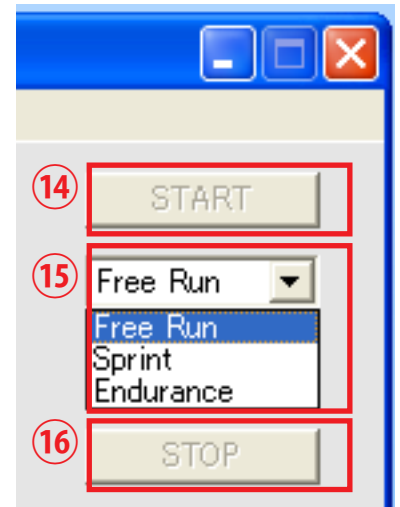 ⑭ START
⑮ Free Run
Free Run
Sprint
Endurance
⑯ STOP